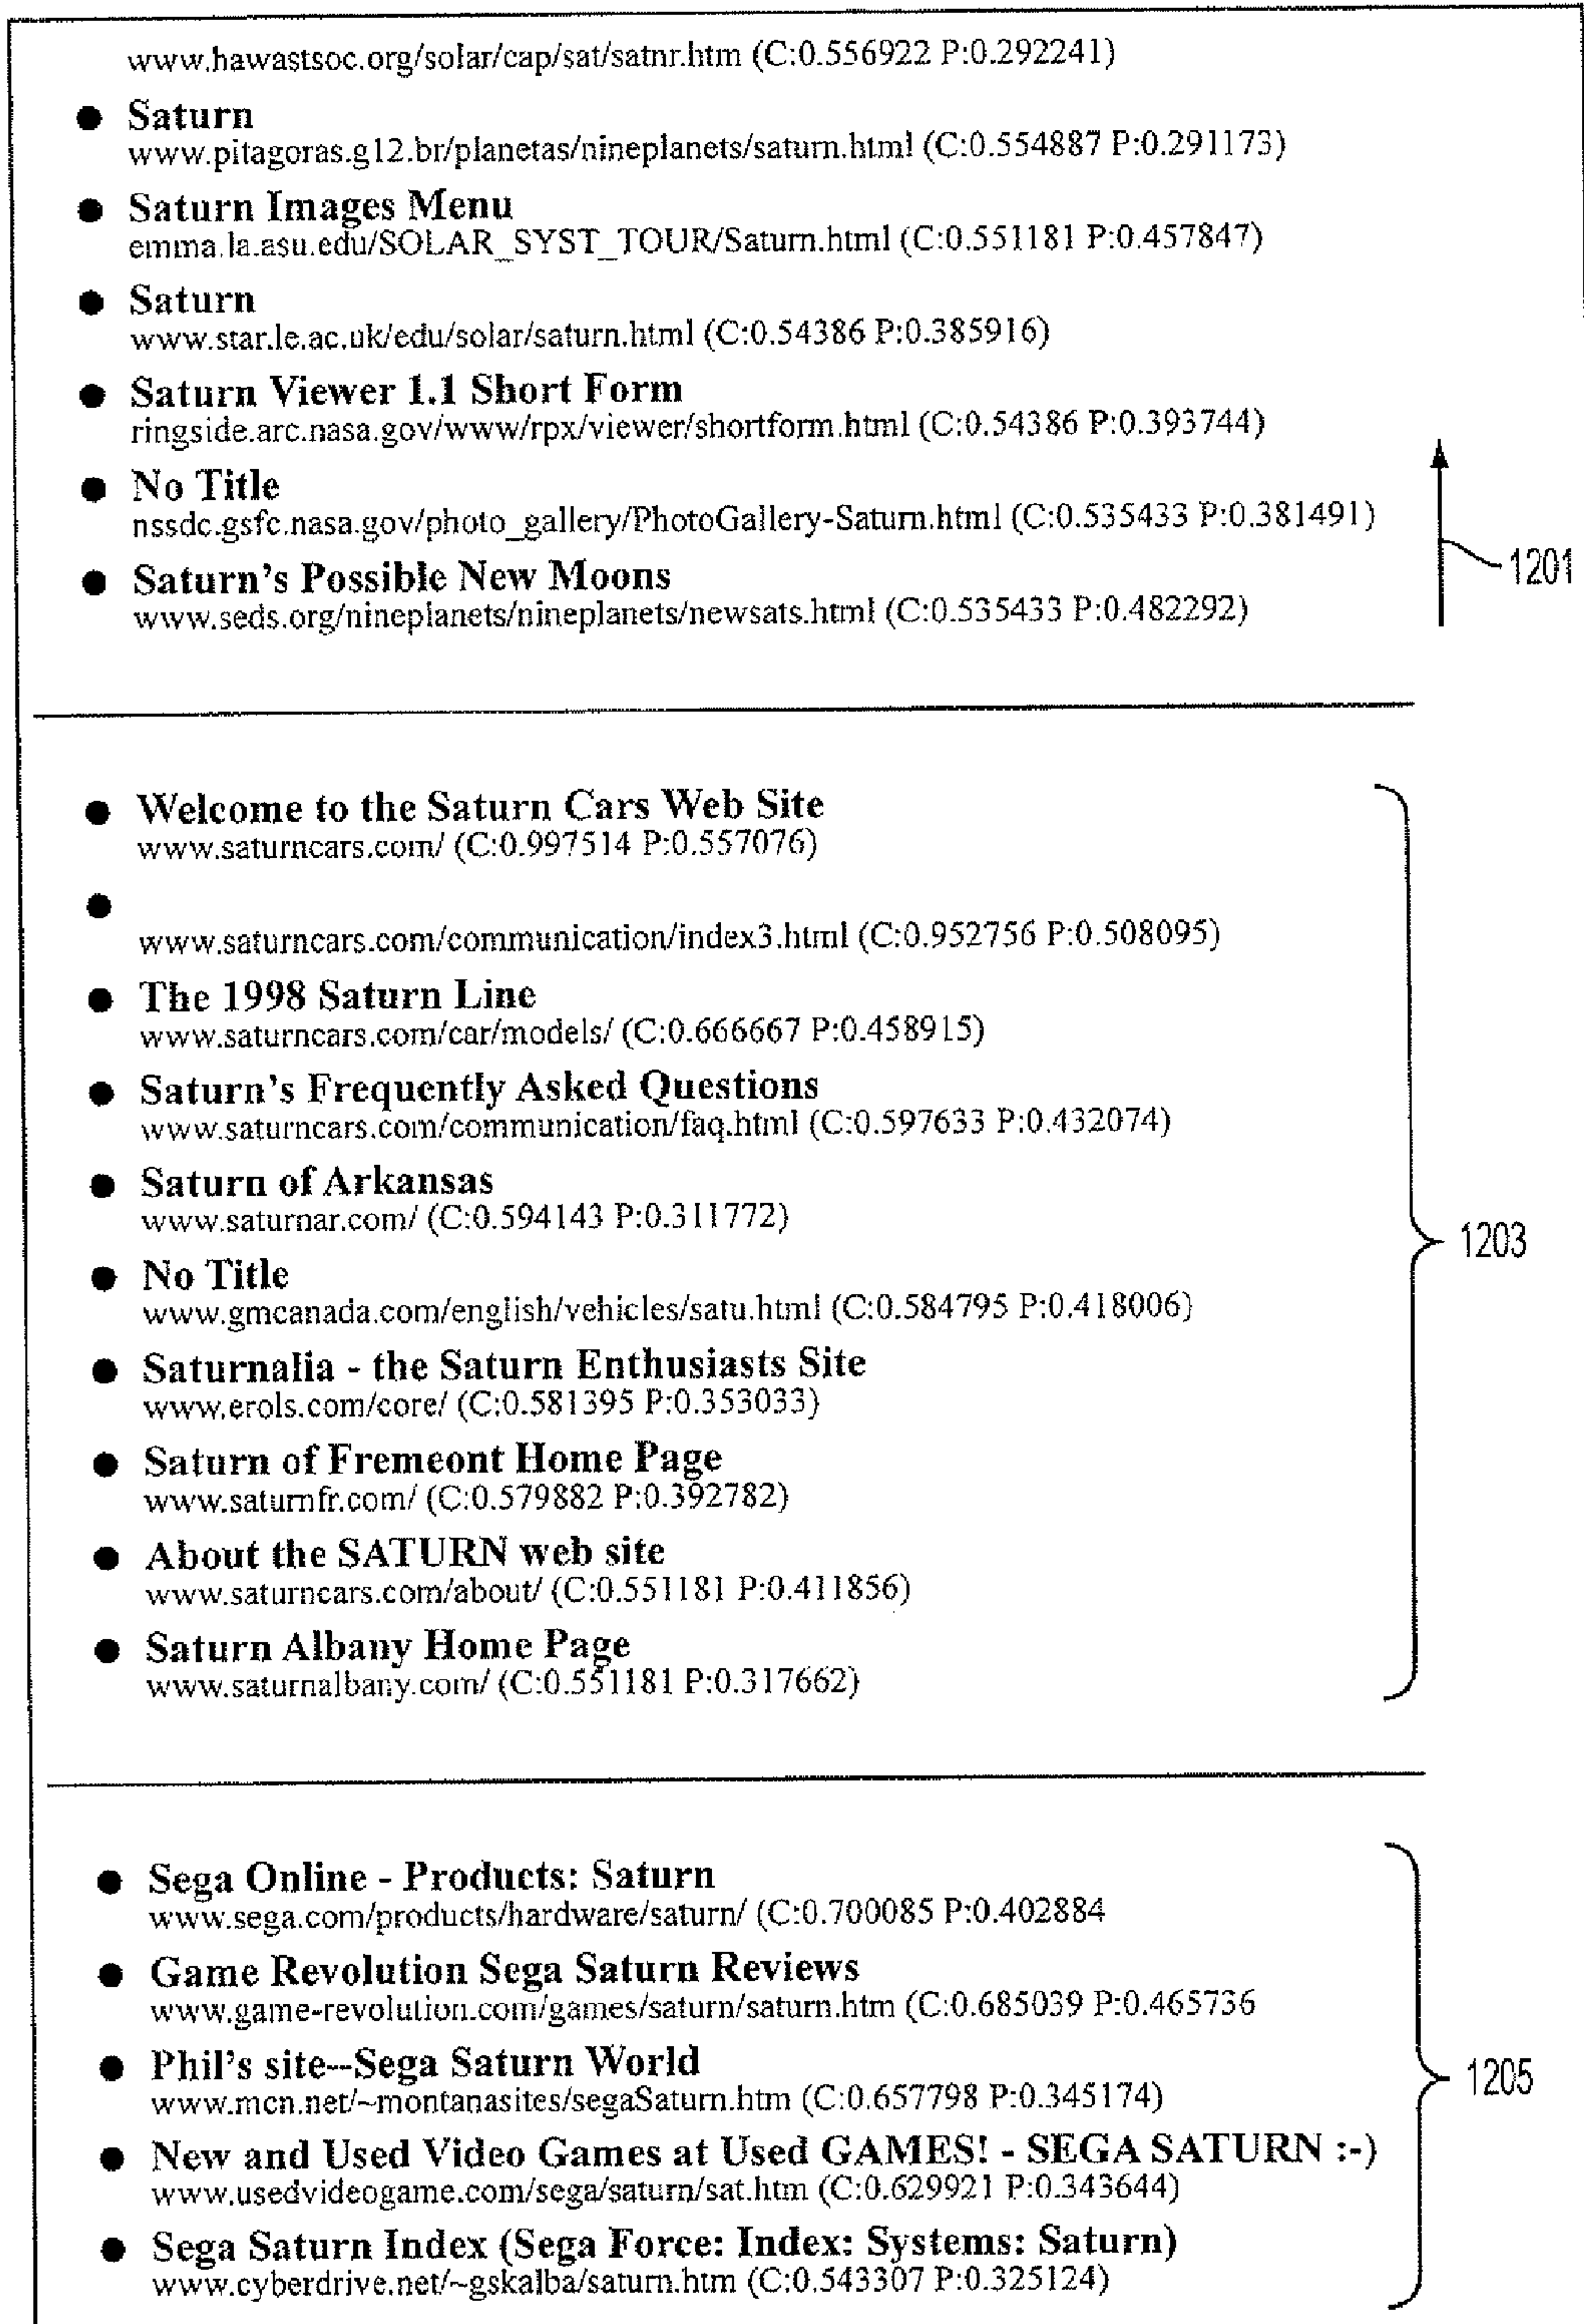 www.hawastsoc.org/solar/cap/sat/satnr.htm (C:0.556922 P:0.292241)
● Saturn
www.pitagoras.g12.br/planetas/nineplanets/saturn.html (C:0.554887 P:0.291173)
● Saturn Images Menu
emma.la.asu.edu/SOLAR_SYST_TOUR/Saturn.html (C:0.551181 P:0.457847)
● Saturn
www.star.le.ac.uk/edu/solar/saturn.html (C:0.54386 P:0.385916)
● Saturn Viewer 1.1 Short Form
ringside.arc.nasa.gov/www/rpx/viewer/shortform.html (C:0.54386 P:0.393744)
● No Title
nssdc.gsfc.nasa.gov/photo_gallery/PhotoGallery-Saturn.html (C:0.535433 P:0.381491)
● Saturn's Possible New Moons
www.seds.org/nineplanets/nineplanets/newsats.html (C:0.535433 P:0.482292)
1201
● Welcome to the Saturn Cars Web Site
www.saturncars.com/ (C:0.997514 P:0.557076)
●
www.saturncars.com/communication/index3.html (C:0.952756 P:0.508095)
● The 1998 Saturn Line
www.saturncars.com/car/models/ (C:0.666667 P:0.458915)
● Saturn's Frequently Asked Questions
www.saturncars.com/communication/faq.html (C:0.597633 P:0.432074)
● Saturn of Arkansas
www.saturnar.com/ (C:0.594143 P:0.311772)
● No Title
www.gmcanada.com/english/vehicles/satu.html (C:0.584795 P:0.418006)
● Saturnalia - the Saturn Enthusiasts Site
www.erols.com/core/ (C:0.581395 P:0.353033)
● Saturn of Fremeont Home Page
www.saturnfr.com/ (C:0.579882 P:0.392782)
● About the SATURN web site
www.saturncars.com/about/ (C:0.551181 P:0.411856)
● Saturn Albany Home Page
www.saturnalbany.com/ (C:0.551181 P:0.317662)
1203
● Sega Online - Products: Saturn
www.sega.com/products/hardware/saturn/ (C:0.700085 P:0.402884
● Game Revolution Sega Saturn Reviews
www.game-revolution.com/games/saturn/saturn.htm (C:0.685039 P:0.465736
● Phil's site--Sega Saturn World
www.mcn.net/~montanasites/segaSaturn.htm (C:0.657798 P:0.345174)
● New and Used Video Games at Used GAMES! - SEGA SATURN :-)
www.usedvideogame.com/sega/saturn/sat.htm (C:0.629921 P:0.343644)
● Sega Saturn Index (Sega Force: Index: Systems: Saturn)
www.cyberdrive.net/~gskalba/saturn.htm (C:0.543307 P:0.325124)
1205